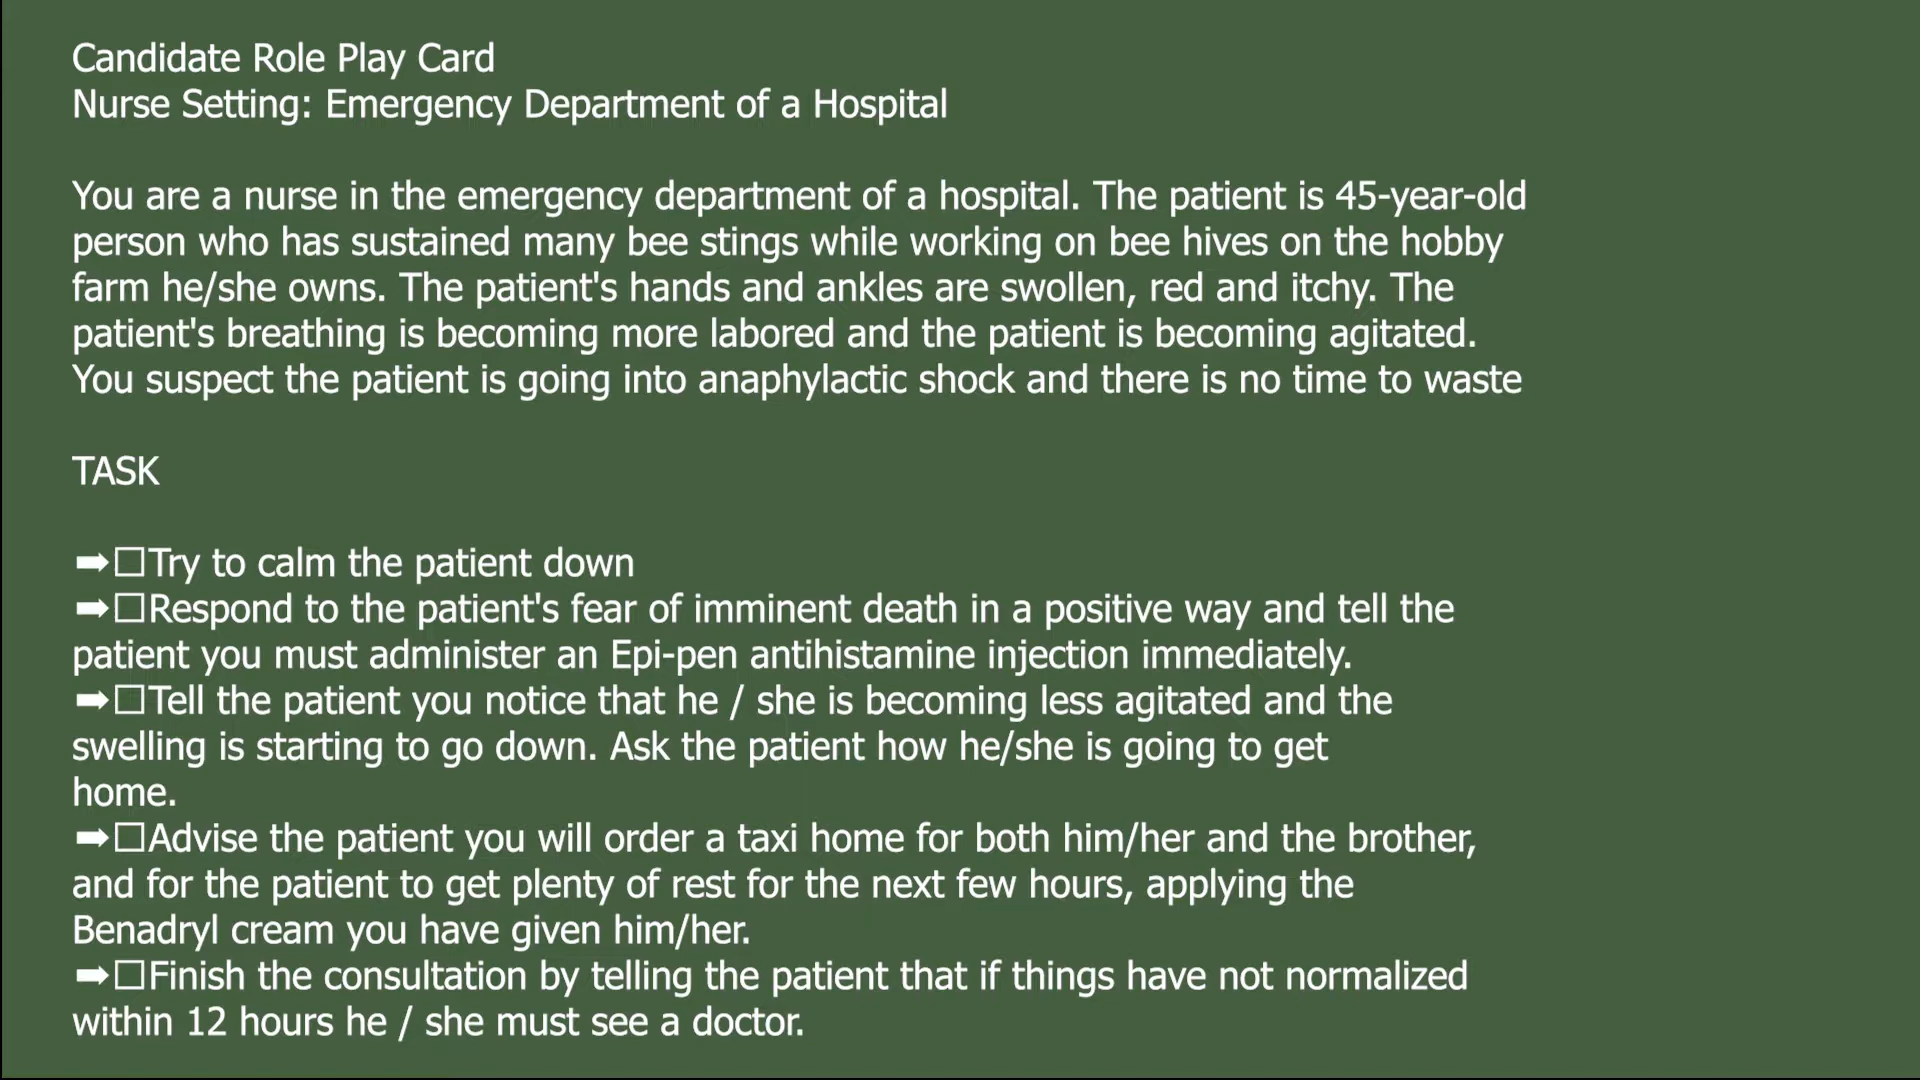 Candidate Role Play Card
Nurse Setting: Emergency Department of a Hospital
You are a nurse in the emergency department of a hospital. The patient is 45-year-old
person who has sustained many bee stings while working on bee hives on the hobby
farm he/she owns. The patient's hands and ankles are swollen, red and itchy. The
patient's breathing is becoming more labored and the patient is becoming agitated.
You suspect the patient is going into anaphylactic shock and there is no time to waste
TASK
➡☐Try to calm the patient down
➡☐Respond to the patient's fear of imminent death in a positive way and tell the
patient you must administer an Epi-pen antihistamine injection immediately.
➡☐Tell the patient you notice that he / she is becoming less agitated and the
swelling is starting to go down. Ask the patient how he/she is going to get
home.
➡☐Advise the patient you will order a taxi home for both him/her and the brother,
and for the patient to get plenty of rest for the next few hours, applying the
Benadryl cream you have given him/her.
➡☐Finish the consultation by telling the patient that if things have not normalized
within 12 hours he / she must see a doctor.